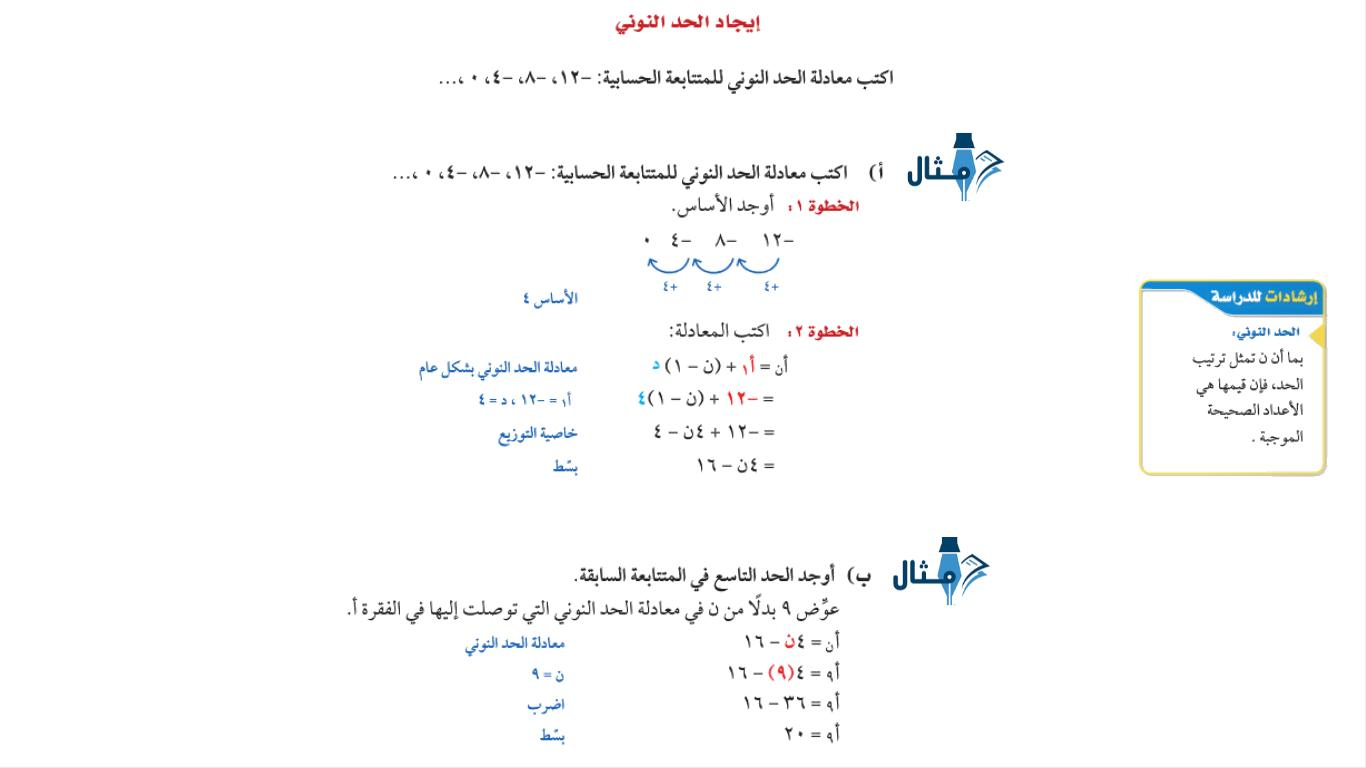 إيجاد الحد النوني
اكتب معادلة الحد النوني للمتتابعة الحسابية: –١٢، –٨، –٤، ٠ ،...
مثال
أ) اكتب معادلة الحد النوني للمتتابعة الحسابية: –١٢، –٨، –٤، ٠ ،...
الخطوة ١: أوجد الأساس.
–١٢ –٨ –٤ ٠
+٤ +٤ +٤
الأساس ٤
الخطوة ٢: اكتب المعادلة:
أن = أ١ + (ن – ١) د معادلة الحد النوني بشكل عام
= –١٢ + (ن – ١)٤ أ١ = –١٢ ، د = ٤
= –١٢ + ٤ن – ٤ خاصية التوزيع
= ٤ن – ١٦ بسّط
إرشادات للدراسة
الحد النوني:
بما أن ن تمثل ترتيب
الحد، فإن قيمها هي
الأعداد الصحيحة
الموجبة .
مثال
ب) أوجد الحد التاسع في المتتابعة السابقة.
عوِّض ٩ بدلًا من ن في معادلة الحد النوني التي توصلت إليها في الفقرة أ.
أن = ٤ن – ١٦ معادلة الحد النوني
أ٩ = ٤(٩) – ١٦ ن = ٩
أ٩ = ٣٦ – ١٦ اضرب
أ٩ = ٢٠ بسّط